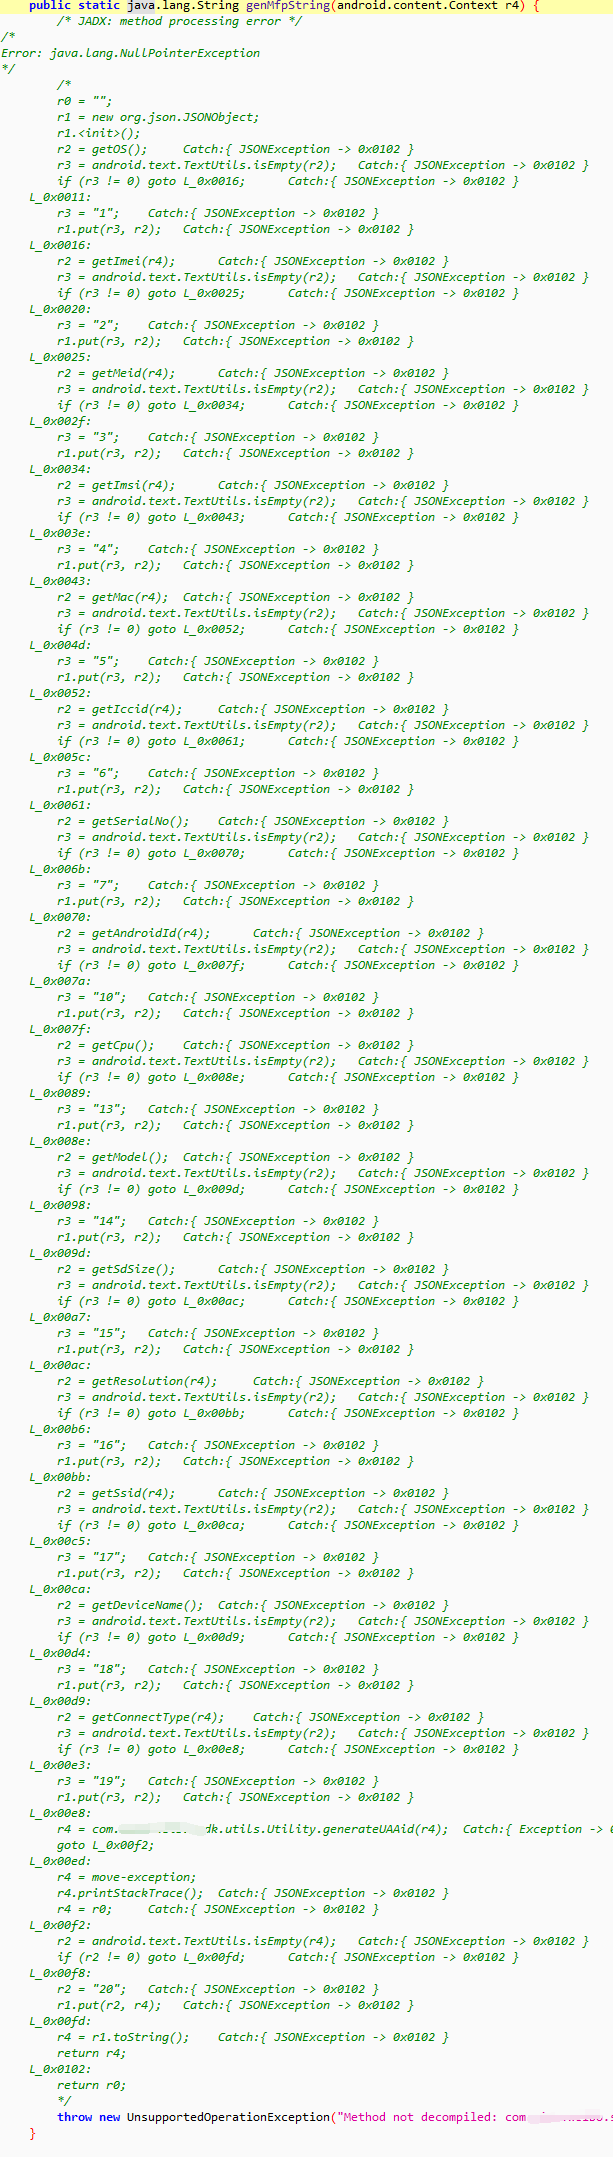 public static java.lang.String genMfpString(android.content.Context r4) {
/* JADX: method processing error */
/*
Error: java.lang.NullPointerException
*/
/*
r0 = "";
r1 = new org.json.JSONObject;
r1.<init>();
r2 = getOS();     Catch:{ JSONException -> 0x0102 }
r3 = android.text.TextUtils.isEmpty(r2);   Catch:{ JSONException -> 0x0102 }
if (r3 != 0) goto L_0x0016;      Catch:{ JSONException -> 0x0102 }
L_0x0011:
r3 = "1";    Catch:{ JSONException -> 0x0102 }
r1.put(r3, r2);   Catch:{ JSONException -> 0x0102 }
L_0x0016:
r2 = getImei(r4);      Catch:{ JSONException -> 0x0102 }
r3 = android.text.TextUtils.isEmpty(r2);   Catch:{ JSONException -> 0x0102 }
if (r3 != 0) goto L_0x0025;      Catch:{ JSONException -> 0x0102 }
L_0x0020:
r3 = "2";    Catch:{ JSONException -> 0x0102 }
r1.put(r3, r2);   Catch:{ JSONException -> 0x0102 }
L_0x0025:
r2 = getMeid(r4);      Catch:{ JSONException -> 0x0102 }
r3 = android.text.TextUtils.isEmpty(r2);   Catch:{ JSONException -> 0x0102 }
if (r3 != 0) goto L_0x0034;      Catch:{ JSONException -> 0x0102 }
L_0x002f:
r3 = "3";    Catch:{ JSONException -> 0x0102 }
r1.put(r3, r2);   Catch:{ JSONException -> 0x0102 }
L_0x0034:
r2 = getImsi(r4);      Catch:{ JSONException -> 0x0102 }
r3 = android.text.TextUtils.isEmpty(r2);   Catch:{ JSONException -> 0x0102 }
if (r3 != 0) goto L_0x0043;      Catch:{ JSONException -> 0x0102 }
L_0x003e:
r3 = "4";    Catch:{ JSONException -> 0x0102 }
r1.put(r3, r2);   Catch:{ JSONException -> 0x0102 }
L_0x0043:
r2 = getMac(r4);  Catch:{ JSONException -> 0x0102 }
r3 = android.text.TextUtils.isEmpty(r2);   Catch:{ JSONException -> 0x0102 }
if (r3 != 0) goto L_0x0052;      Catch:{ JSONException -> 0x0102 }
L_0x004d:
r3 = "5";    Catch:{ JSONException -> 0x0102 }
r1.put(r3, r2);   Catch:{ JSONException -> 0x0102 }
L_0x0052:
r2 = getIccid(r4);     Catch:{ JSONException -> 0x0102 }
r3 = android.text.TextUtils.isEmpty(r2);   Catch:{ JSONException -> 0x0102 }
if (r3 != 0) goto L_0x0061;      Catch:{ JSONException -> 0x0102 }
L_0x005c:
r3 = "6";    Catch:{ JSONException -> 0x0102 }
r1.put(r3, r2);   Catch:{ JSONException -> 0x0102 }
L_0x0061:
r2 = getSerialNo();    Catch:{ JSONException -> 0x0102 }
r3 = android.text.TextUtils.isEmpty(r2);   Catch:{ JSONException -> 0x0102 }
if (r3 != 0) goto L_0x0070;      Catch:{ JSONException -> 0x0102 }
L_0x006b:
r3 = "7";    Catch:{ JSONException -> 0x0102 }
r1.put(r3, r2);   Catch:{ JSONException -> 0x0102 }
L_0x0070:
r2 = getAndroidId(r4);      Catch:{ JSONException -> 0x0102 }
r3 = android.text.TextUtils.isEmpty(r2);   Catch:{ JSONException -> 0x0102 }
if (r3 != 0) goto L_0x007f;      Catch:{ JSONException -> 0x0102 }
L_0x007a:
r3 = "10";   Catch:{ JSONException -> 0x0102 }
r1.put(r3, r2);   Catch:{ JSONException -> 0x0102 }
L_0x007f:
r2 = getCpu();    Catch:{ JSONException -> 0x0102 }
r3 = android.text.TextUtils.isEmpty(r2);   Catch:{ JSONException -> 0x0102 }
if (r3 != 0) goto L_0x008e;      Catch:{ JSONException -> 0x0102 }
L_0x0089:
r3 = "13";   Catch:{ JSONException -> 0x0102 }
r1.put(r3, r2);   Catch:{ JSONException -> 0x0102 }
L_0x008e:
r2 = getModel();  Catch:{ JSONException -> 0x0102 }
r3 = android.text.TextUtils.isEmpty(r2);   Catch:{ JSONException -> 0x0102 }
if (r3 != 0) goto L_0x009d;      Catch:{ JSONException -> 0x0102 }
L_0x0098:
r3 = "14";   Catch:{ JSONException -> 0x0102 }
r1.put(r3, r2);   Catch:{ JSONException -> 0x0102 }
L_0x009d:
r2 = getSdSize();      Catch:{ JSONException -> 0x0102 }
r3 = android.text.TextUtils.isEmpty(r2);   Catch:{ JSONException -> 0x0102 }
if (r3 != 0) goto L_0x00ac;      Catch:{ JSONException -> 0x0102 }
L_0x00a7:
r3 = "15";   Catch:{ JSONException -> 0x0102 }
r1.put(r3, r2);   Catch:{ JSONException -> 0x0102 }
L_0x00ac:
r2 = getResolution(r4);     Catch:{ JSONException -> 0x0102 }
r3 = android.text.TextUtils.isEmpty(r2);   Catch:{ JSONException -> 0x0102 }
if (r3 != 0) goto L_0x00bb;      Catch:{ JSONException -> 0x0102 }
L_0x00b6:
r3 = "16";   Catch:{ JSONException -> 0x0102 }
r1.put(r3, r2);   Catch:{ JSONException -> 0x0102 }
L_0x00bb:
r2 = getSsid(r4);      Catch:{ JSONException -> 0x0102 }
r3 = android.text.TextUtils.isEmpty(r2);   Catch:{ JSONException -> 0x0102 }
if (r3 != 0) goto L_0x00ca;      Catch:{ JSONException -> 0x0102 }
L_0x00c5:
r3 = "17";   Catch:{ JSONException -> 0x0102 }
r1.put(r3, r2);   Catch:{ JSONException -> 0x0102 }
L_0x00ca:
r2 = getDeviceName();  Catch:{ JSONException -> 0x0102 }
r3 = android.text.TextUtils.isEmpty(r2);   Catch:{ JSONException -> 0x0102 }
if (r3 != 0) goto L_0x00d9;      Catch:{ JSONException -> 0x0102 }
L_0x00d4:
r3 = "18";   Catch:{ JSONException -> 0x0102 }
r1.put(r3, r2);   Catch:{ JSONException -> 0x0102 }
L_0x00d9:
r2 = getConnectType(r4);    Catch:{ JSONException -> 0x0102 }
r3 = android.text.TextUtils.isEmpty(r2);   Catch:{ JSONException -> 0x0102 }
if (r3 != 0) goto L_0x00e8;      Catch:{ JSONException -> 0x0102 }
L_0x00e3:
r3 = "19";   Catch:{ JSONException -> 0x0102 }
r1.put(r3, r2);   Catch:{ JSONException -> 0x0102 }
L_0x00e8:
r4 = com. dk.utils.Utility.generateUAAid(r4);  Catch:{ Exception ->
goto L_0x00f2;
L_0x00ed:
r4 = move-exception;
r4.printStackTrace();  Catch:{ JSONException -> 0x0102 }
r4 = r0;     Catch:{ JSONException -> 0x0102 }
L_0x00f2:
r2 = android.text.TextUtils.isEmpty(r4);   Catch:{ JSONException -> 0x0102 }
if (r2 != 0) goto L_0x00fd;      Catch:{ JSONException -> 0x0102 }
L_0x00f8:
r2 = "20";   Catch:{ JSONException -> 0x0102 }
r1.put(r2, r4);   Catch:{ JSONException -> 0x0102 }
L_0x00fd:
r4 = r1.toString();    Catch:{ JSONException -> 0x0102 }
return r4;
L_0x0102:
return r0;
*/
throw new UnsupportedOperationException("Method not decompiled: com
}